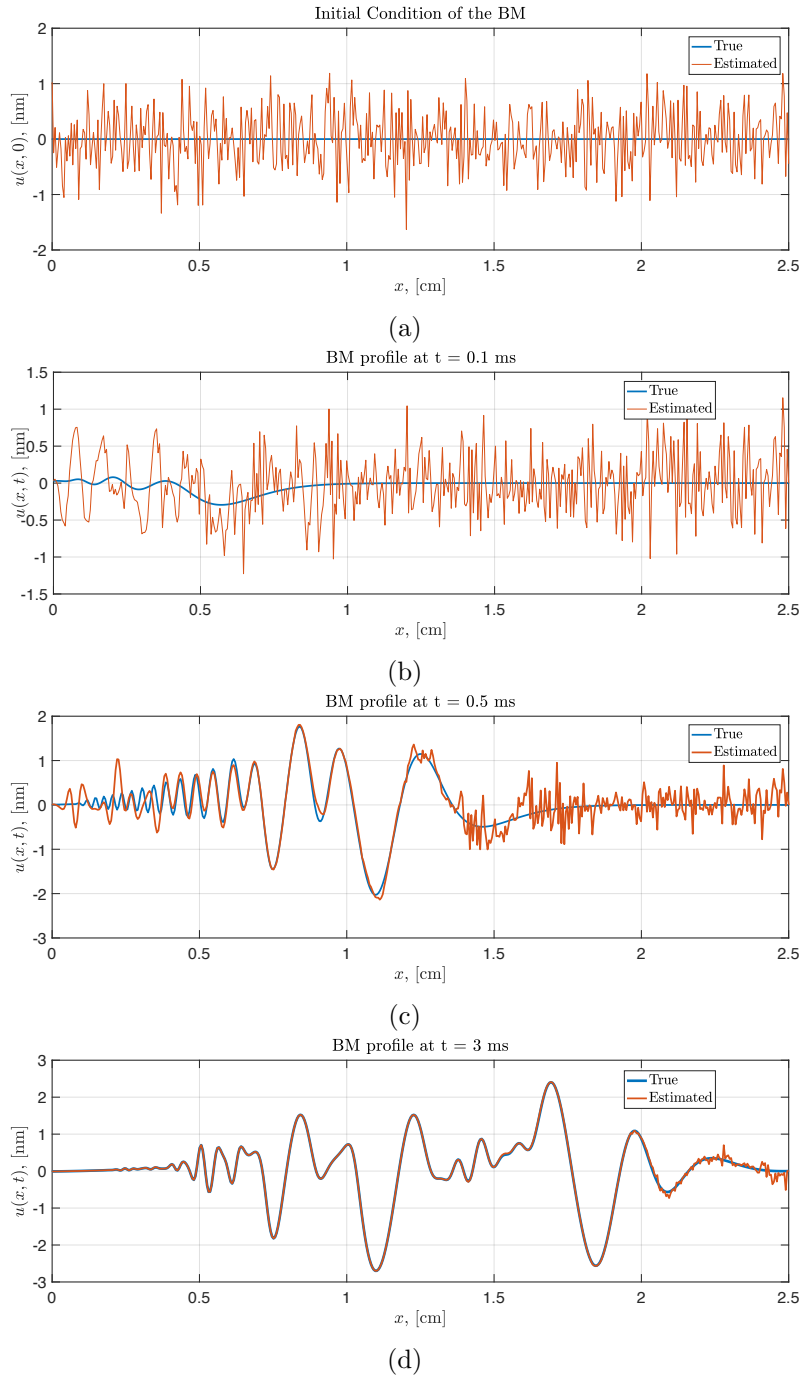 Initial Condition of the BM
2
1
0
-1
-2
u(x, 0), [nm]
True
Estimated
0
0.5
1
1.5
2
2.5
x, [cm]
(a)
BM profile at t = 0.1 ms
1.5
1
0.5
0
-0.5
-1
-1.5
u(x, t), [nm]
True
Estimated
0
0.5
1
1.5
2
2.5
x, [cm]
(b)
BM profile at t = 0.5 ms
2
1
0
-1
-2
-3
u(x, t), [nm]
True
Estimated
0
0.5
1
1.5
2
2.5
x, [cm]
(c)
BM profile at t = 3 ms
3
2
1
0
-1
-2
-3
u(x, t), [nm]
True
Estimated
0
0.5
1
1.5
2
2.5
x, [cm]
(d)